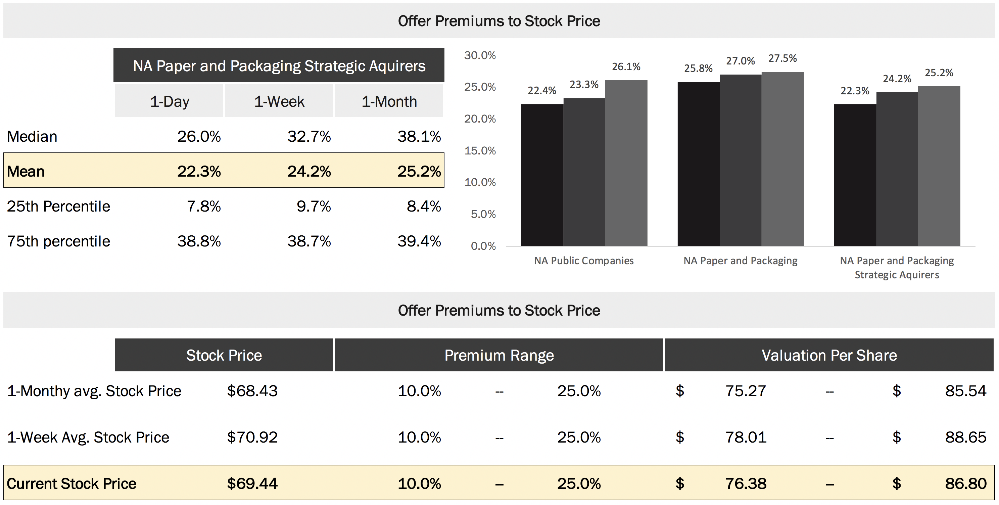 Offer Premiums to Stock Price
NA Paper and Packaging Strategic Aquirers
1-Day 1-Week 1-Month
Median 26.0% 32.7% 38.1%
Mean 22.3% 24.2% 25.2%
25th Percentile 7.8% 9.7% 8.4%
75th percentile 38.8% 38.7% 39.4%
30.0%
25.0%
20.0%
15.0%
10.0%
5.0%
0.0%
22.4% 23.3% 26.1%
25.8% 27.0% 27.5%
22.3% 24.2% 25.2%
NA Public Companies
NA Paper and Packaging
NA Paper and Packaging
Strategic Aquirers
Offer Premiums to Stock Price
Stock Price Premium Range Valuation Per Share
1-Monthy avg. Stock Price $68.43 10.0% -- 25.0% $ 75.27 -- $ 85.54
1-Week Avg. Stock Price $70.92 10.0% -- 25.0% $ 78.01 -- $ 88.65
Current Stock Price $69.44 10.0% – 25.0% $ 76.38 – $ 86.80